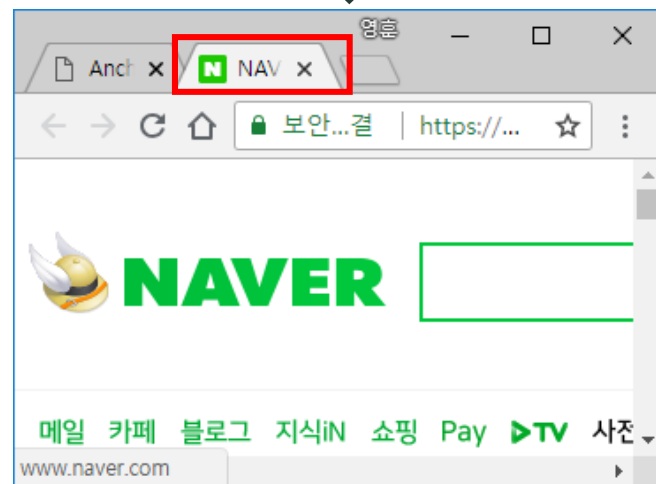 영훈
Anch
N NAV
보안...결 https://...
NAVER
메일 카페 블로그 지식iN 쇼핑 Pay TV 사전
www.naver.com